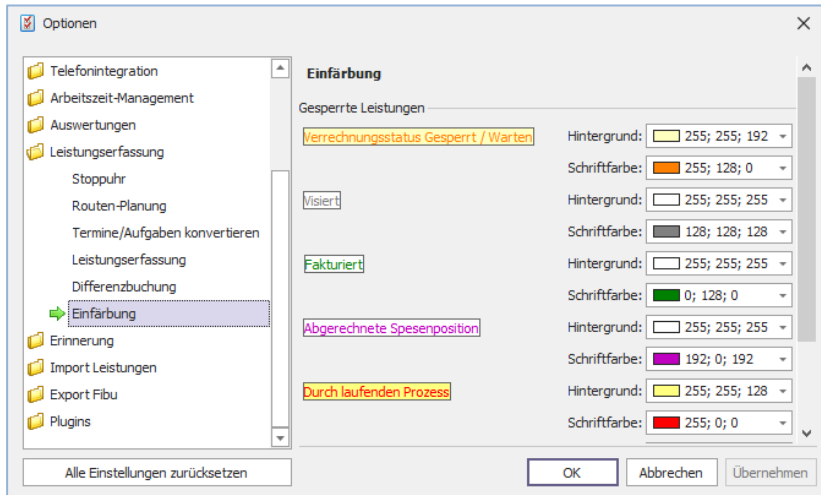 Optionen
Telefonintegration
Arbeitszeit-Management
Auswertungen
Leistungserfassung
Stoppuhr
Routen-Planung
Termine/Aufgaben konvertieren
Leistungserfassung
Differenzbuchung
Einfärbung
Erinnerung
Import Leistungen
Export Fibu
Plugins
Alle Einstellungen zurücksetzen
Einfärbung
Gesperrte Leistungen
Verrechnungsstatus Gesperrt / Warten Hintergrund: 255; 255; 192
Schriftfarbe: 255; 128; 0
Visiert Hintergrund: 255; 255; 255
Schriftfarbe: 128; 128; 128
Fakturiert Hintergrund: 255; 255; 255
Schriftfarbe: 0; 128; 0
Abgerechnete Spesenposition Hintergrund: 255; 255; 255
Schriftfarbe: 192; 0; 192
Durch laufenden Prozess Hintergrund: 255; 255; 128
Schriftfarbe: 255; 0; 0
OK Abbrechen Übernehmen